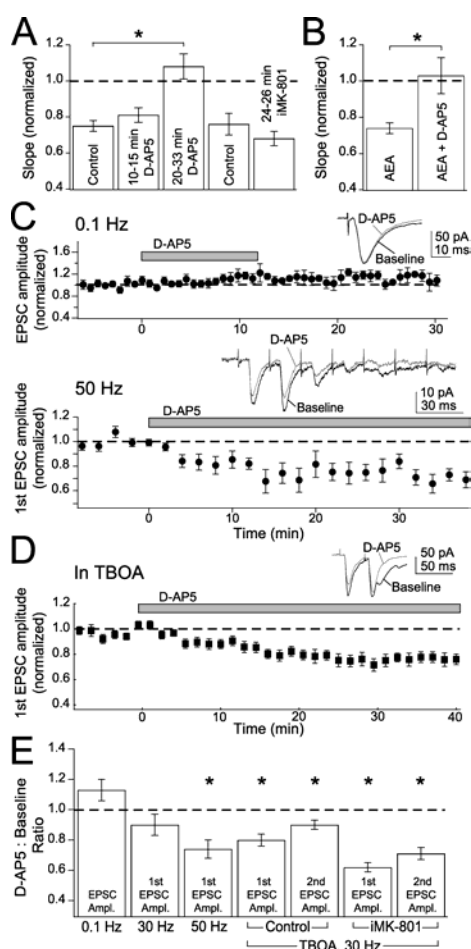 A
*
Slope (normalized)
1.2
1.0
0.8
0.6
0.4
Control
10-15 min
D-AP5
20-33 min
D-AP5
Control
24-26 min
iMK-801
B
*
Slope (normalized)
1.2
1.0
0.8
0.6
0.4
AEA
AEA + D-AP5
C
0.1 Hz
D-AP5
Baseline
50 pA
10 ms
EPSC amplitude
(normalized)
1.6
1.4
1.2
1.0
0.8
0.6
0.4
D-AP5
0
10
20
30
50 Hz
D-AP5
Baseline
10 pA
30 ms
1st EPSC amplitude
(normalized)
1.2
1.0
0.8
0.6
D-AP5
0
10
20
30
Time (min)
D
In TBOA
D-AP5
Baseline
50 pA
50 ms
1st EPSC amplitude
(normalized)
1.2
1.0
0.8
0.6
0.4
D-AP5
0
10
20
30
40
Time (min)
E
D-AP5 : Baseline
Ratio
1.4
1.2
1.0
0.8
0.6
0.4
* * * * *
EPSC
Ampl.
1st
EPSC
Ampl.
1st
EPSC
Ampl.
1st
EPSC
Ampl.
2nd
EPSC
Ampl.
1st
EPSC
Ampl.
2nd
EPSC
Ampl.
0.1 Hz 30 Hz 50 Hz Control iMK-801
TBOA 30 Hz